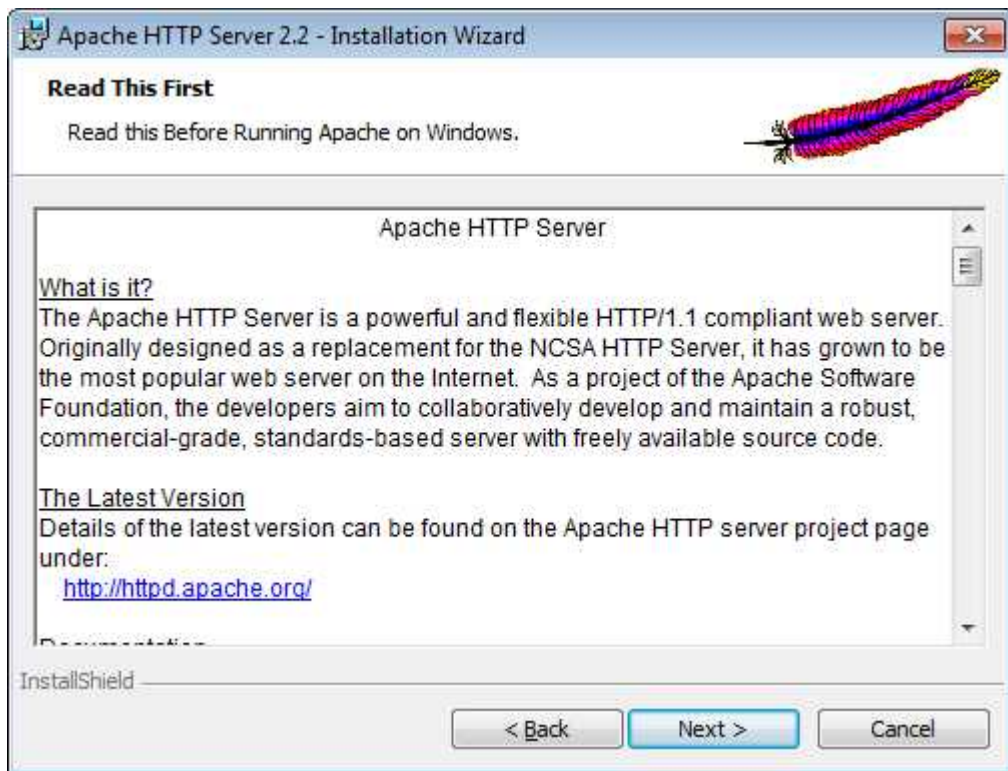 Apache HTTP Server 2.2 - Installation Wizard
Read This First
Read this Before Running Apache on Windows.
Apache HTTP Server
What is it?
The Apache HTTP Server is a powerful and flexible HTTP/1.1 compliant web server.
Originally designed as a replacement for the NCSA HTTP Server, it has grown to be
the most popular web server on the Internet.  As a project of the Apache Software
Foundation, the developers aim to collaboratively develop and maintain a robust,
commercial-grade, standards-based server with freely available source code.
The Latest Version
Details of the latest version can be found on the Apache HTTP server project page
under:
http://httpd.apache.org/
Documentation
InstallShield
< Back
Next >
Cancel